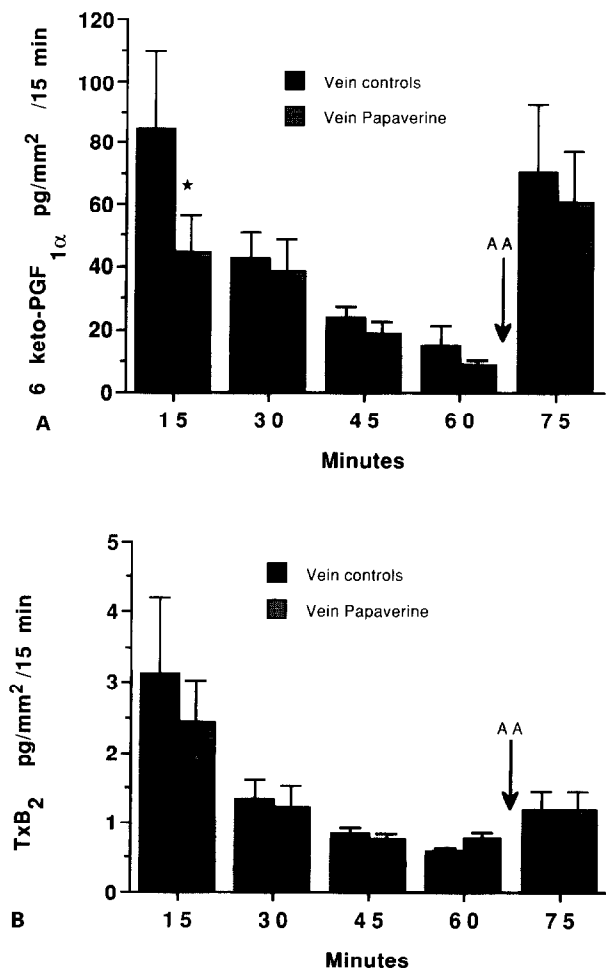 120
100
80
60
40
20
0
6 keto-PGF1α pg/mm² /15 min
Vein controls
Vein Papaverine
★
AA
15 30 45 60 75
A
Minutes
5
4
3
2
1
0
TxB2 pg/mm²/15 min
Vein controls
Vein Papaverine
AA
15 30 45 60 75
B
Minutes